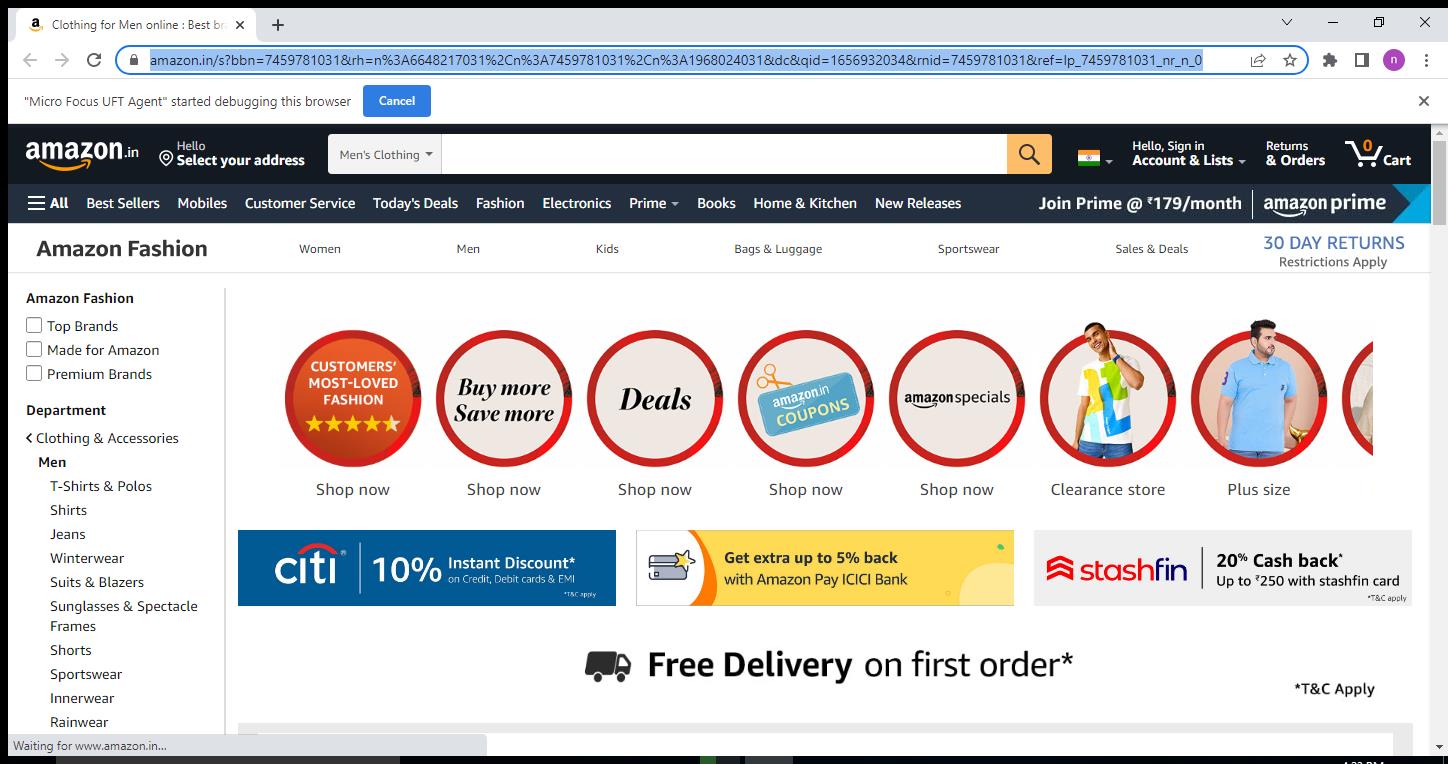 Clothing for Men online : Best br
amazon.in/s?bbn=7459781031&rh=n%3A6648217031%2Cn%3A7459781031%2Cn%3A1968024031&dc&qid=1656932034&rnid=7459781031&ref=lp_7459781031_nr_n_0
n
"Micro Focus UFT Agent" started debugging this browser
Cancel
amazon.in
Hello
Select your address
Men's Clothing
Hello, Sign in
Account & Lists
Returns
& Orders
0
Cart
All
Best Sellers
Mobiles
Customer Service
Today's Deals
Fashion
Electronics
Prime
Books
Home & Kitchen
New Releases
Join Prime @ ₹179/month
amazon prime
Amazon Fashion
Women
Men
Kids
Bags & Luggage
Sportswear
Sales & Deals
30 DAY RETURNS
Restrictions Apply
Amazon Fashion
Top Brands
Made for Amazon
Premium Brands
Department
Clothing & Accessories
Men
T-Shirts & Polos
Shirts
Jeans
Winterwear
Suits & Blazers
Sunglasses & Spectacle
Frames
Shorts
Sportswear
Innerwear
Rainwear
CUSTOMERS'
MOST-LOVED
FASHION
Buy more
Save more
Deals
amazon.in
COUPONS
amazon specials
Shop now
Shop now
Shop now
Shop now
Shop now
Clearance store
Plus size
citi
10% Instant Discount*
on Credit, Debit cards & EMI
*T&C apply
Get extra up to 5% back
with Amazon Pay ICICI Bank
stashfin
20% Cash back*
Up to ₹250 with stashfin card
*T&C apply
Free Delivery on first order*
*T&C Apply
Waiting for www.amazon.in...